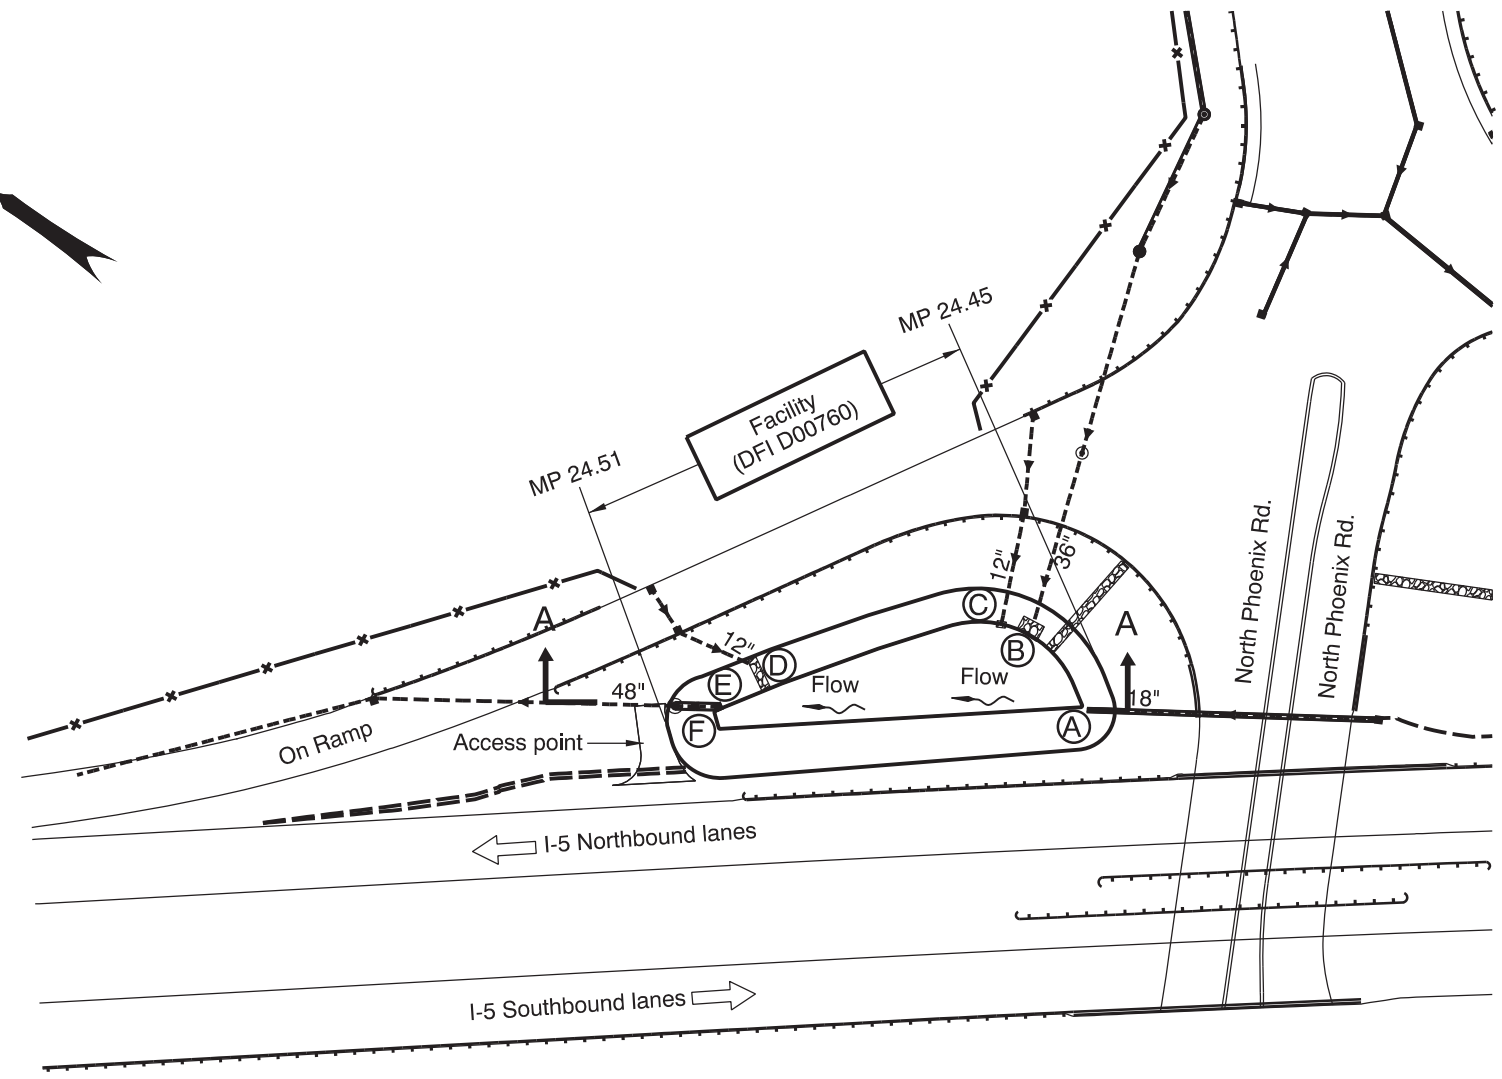 MP 24.45
Facility
(DFI D00760)
MP 24.51
12"
36"
North Phoenix Rd.
North Phoenix Rd.
A
C
A
B
12"
D
E
Flow
Flow
48"
18"
F
A
On Ramp
Access point
I-5 Northbound lanes
I-5 Southbound lanes